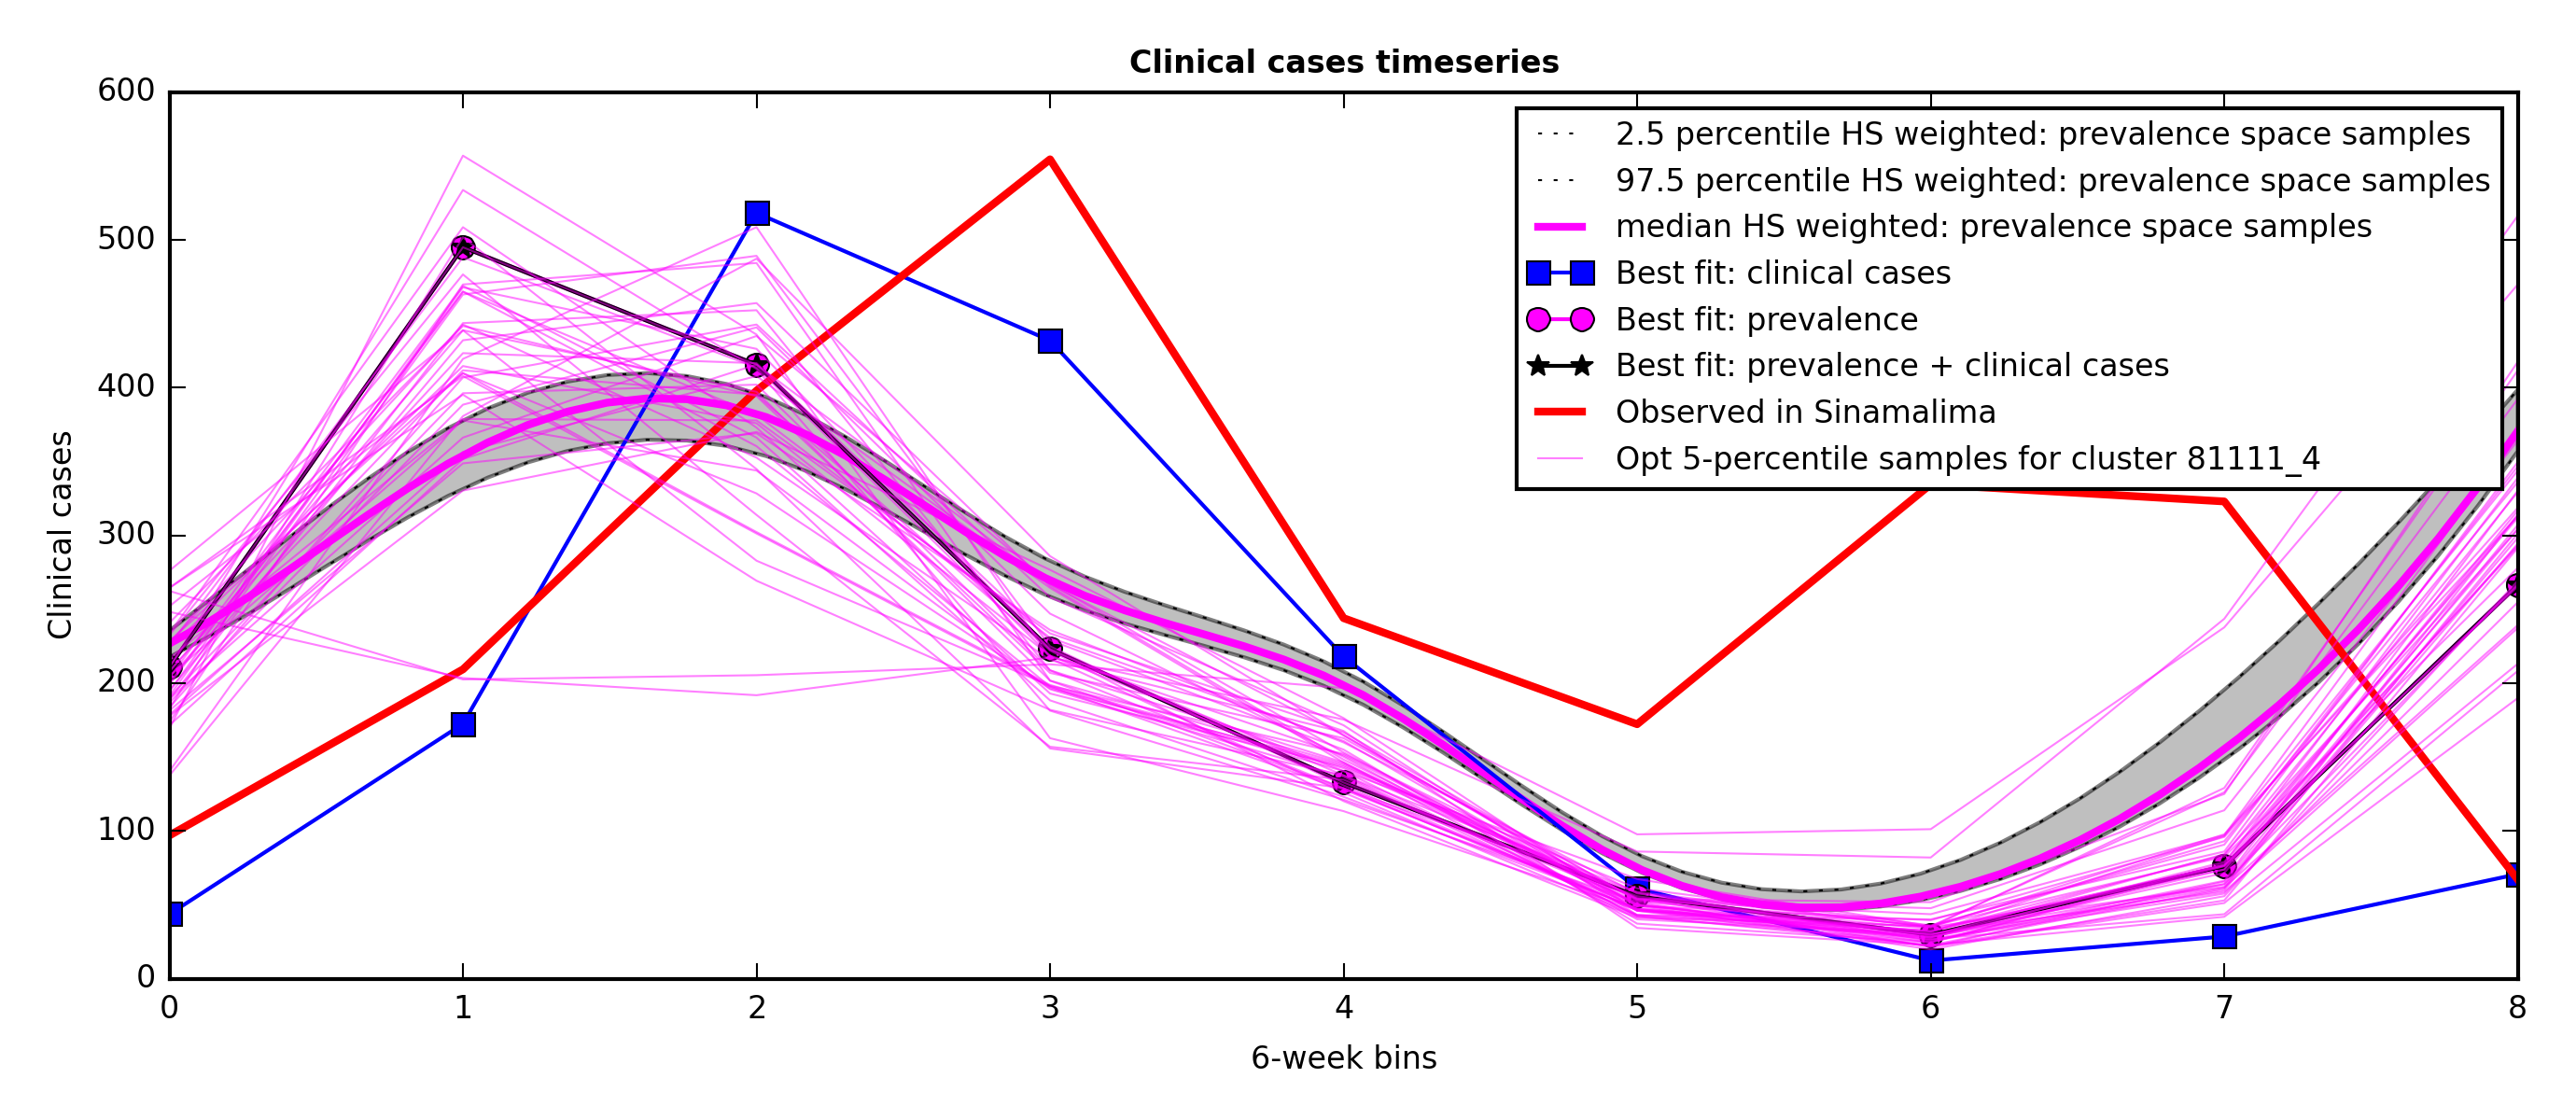 Clinical cases timeseries
600
500
400
300
200
100
0
Clinical cases
2.5 percentile HS weighted: prevalence space samples
97.5 percentile HS weighted: prevalence space samples
median HS weighted: prevalence space samples
Best fit: clinical cases
Best fit: prevalence
Best fit: prevalence + clinical cases
Observed in Sinamalima
Opt 5-percentile samples for cluster 81111_4
0 1 2 3 4 5 6 7 8
6-week bins